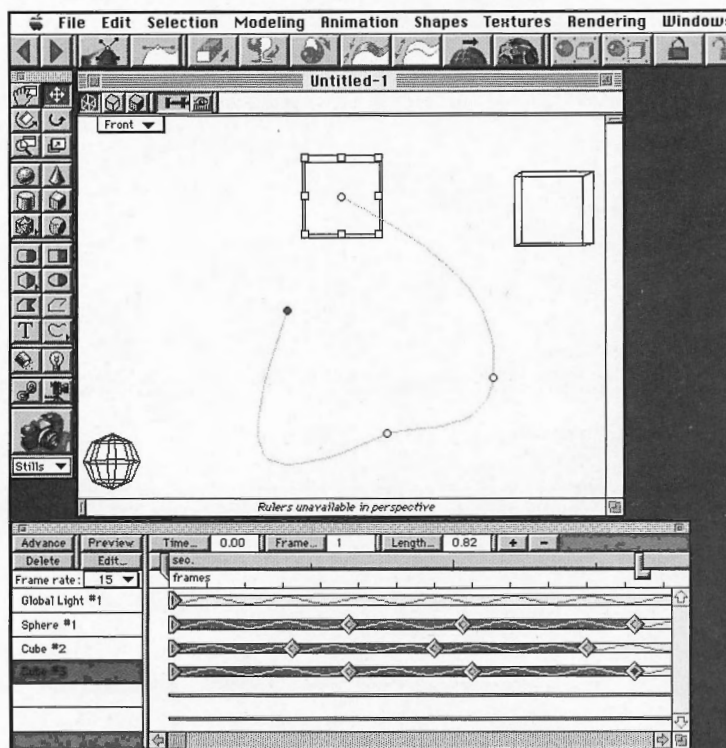 File Edit Selection Modeling Animation Shapes Textures Rendering Windows
Untitled-1
Front
T
Stills
Rulers unavailable in perspective
Advance Preview Time... 0.00 Frame... 1 Length... 0.82 + -
Delete Edit... sec.
Frame rate: 15 frames
Global Light #1
Sphere #1
Cube #2
Cube #3